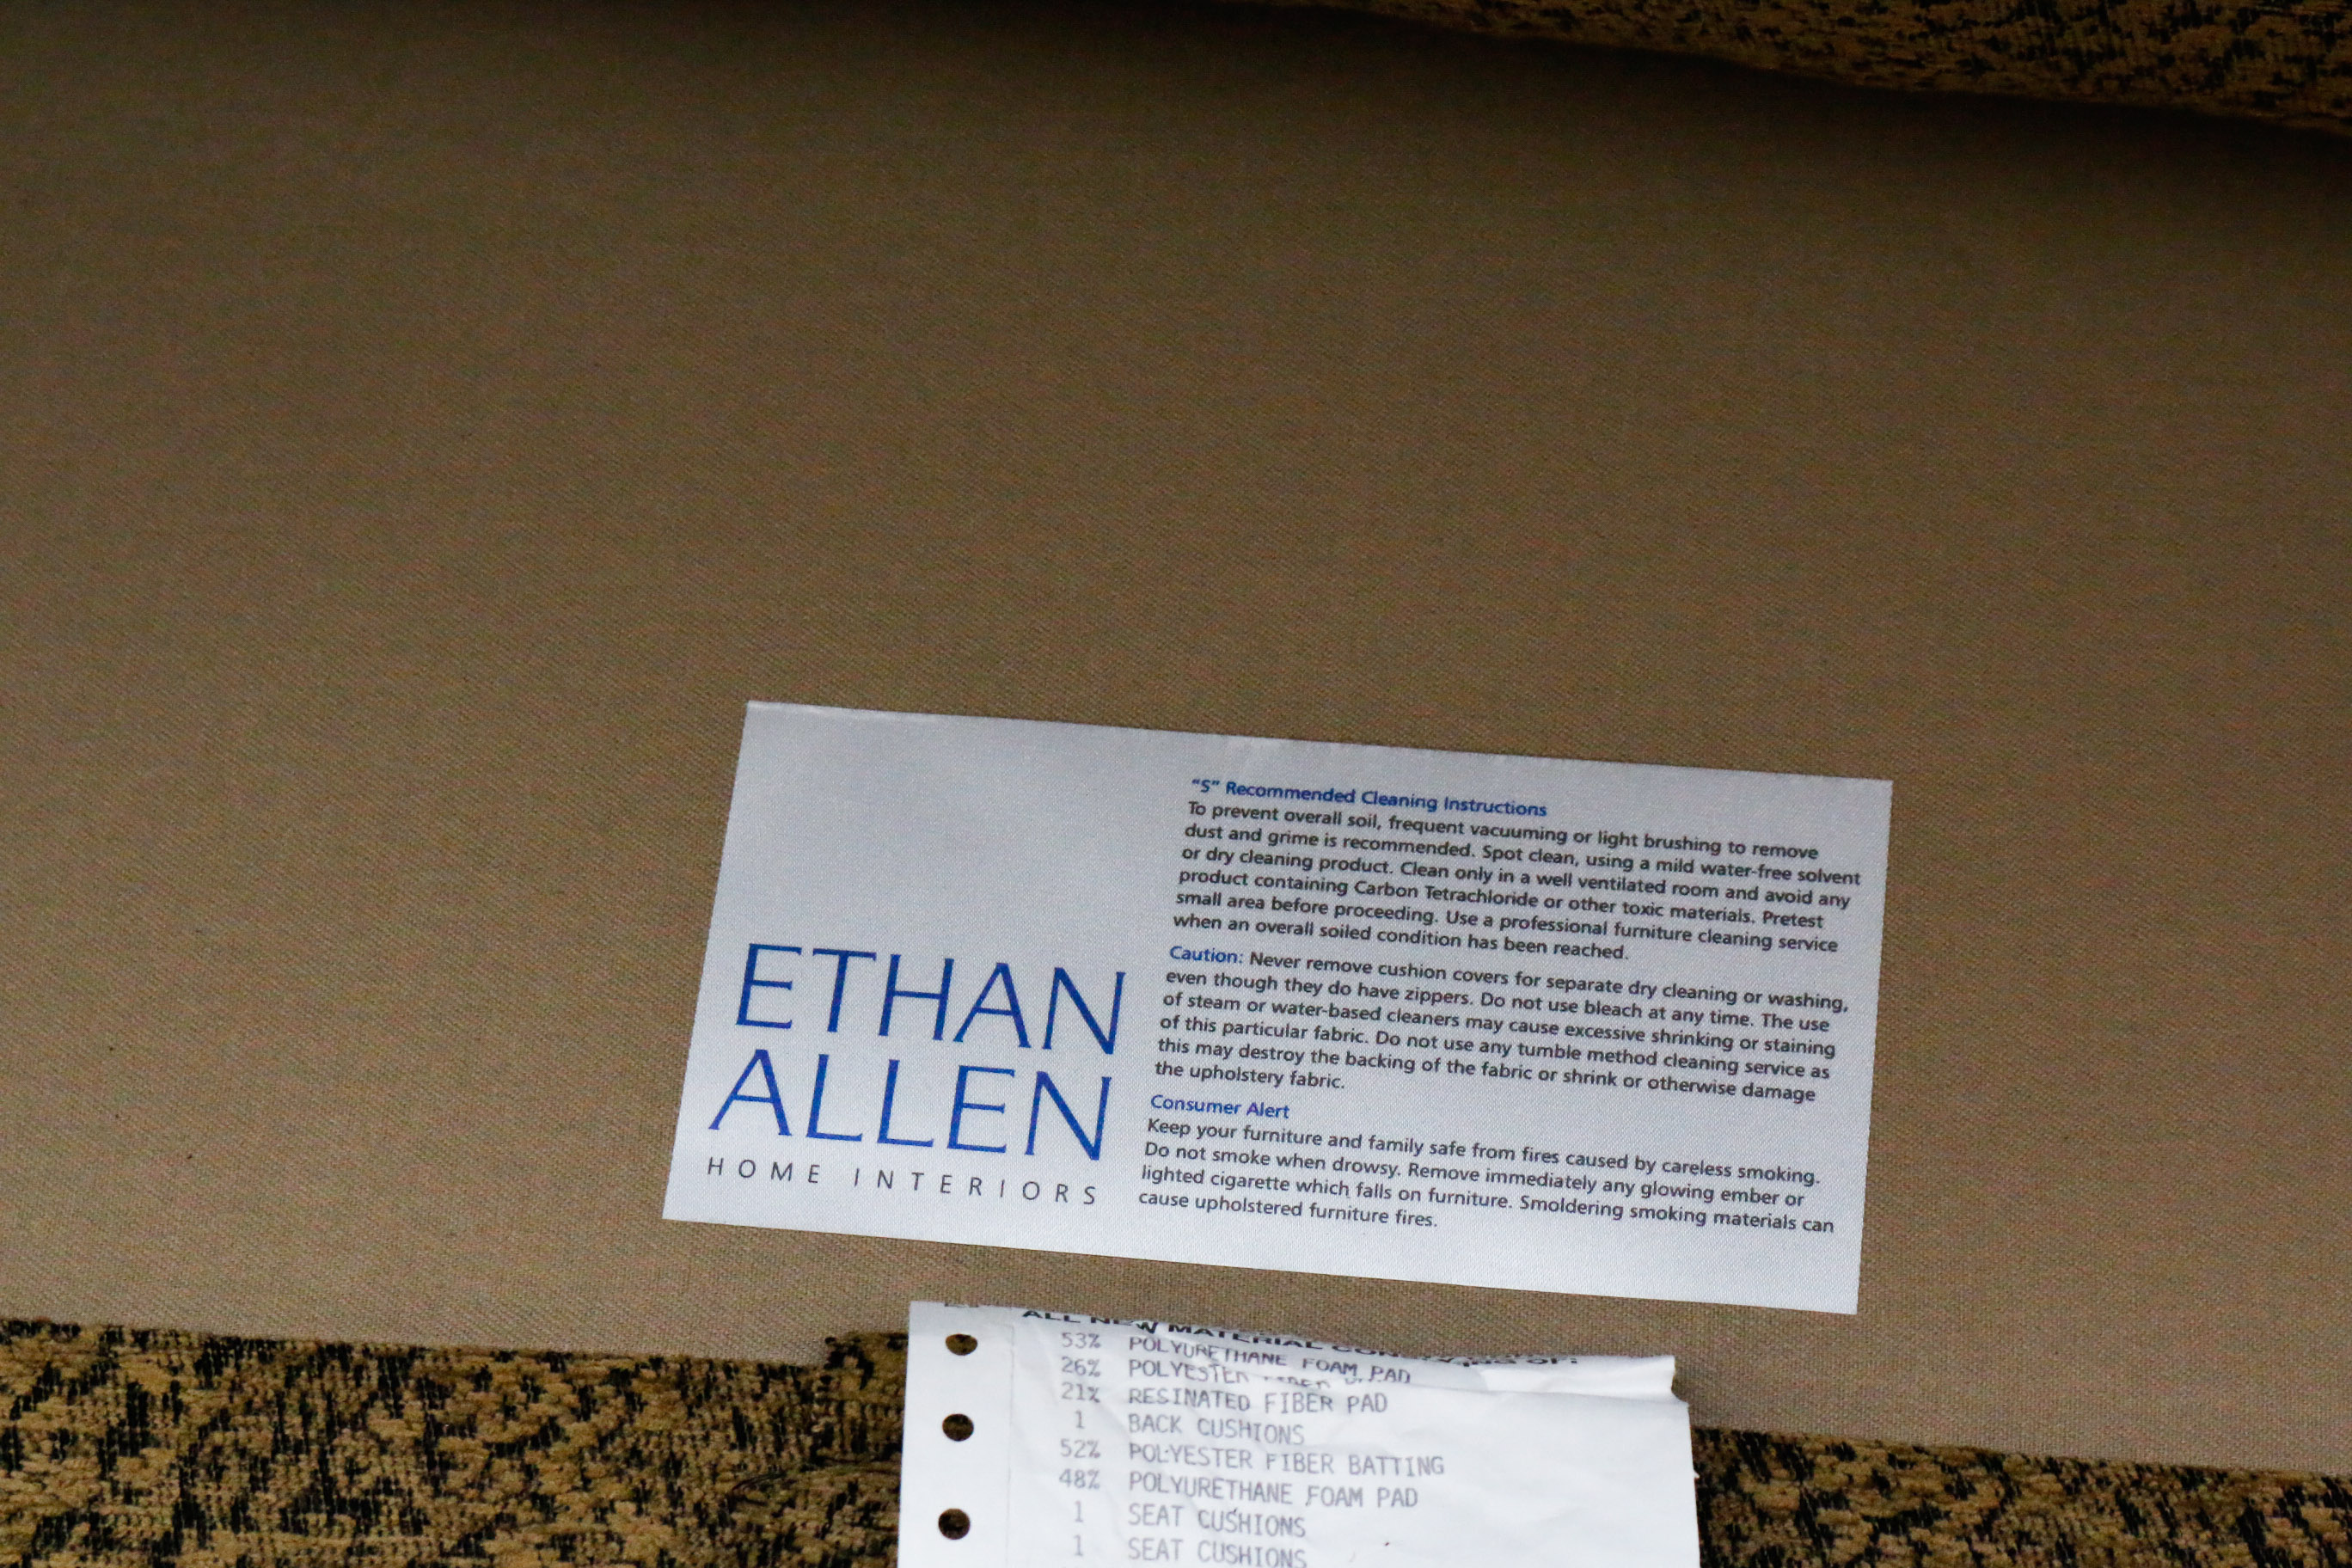 ETHAN
ALLEN
HOME INTERIORS
"S" Recommended Cleaning Instructions
To prevent overall soil, frequent vacuuming or light brushing to remove
dust and grime is recommended. Spot clean, using a mild water-free solvent
or dry cleaning product. Clean only in a well ventilated room and avoid any
product containing Carbon Tetrachloride or other toxic materials. Pretest
small area before proceeding. Use a professional furniture cleaning service
when an overall soiled condition has been reached.
Caution: Never remove cushion covers for separate dry cleaning or washing,
even though they do have zippers. Do not use bleach at any time. The use
of steam or water-based cleaners may cause excessive shrinking or staining
of this particular fabric. Do not use any tumble method cleaning service as
this may destroy the backing of the fabric or shrink or otherwise damage
the upholstery fabric.
Consumer Alert
Keep your furniture and family safe from fires caused by careless smoking.
Do not smoke when drowsy. Remove immediately any glowing ember or
lighted cigarette which falls on furniture. Smoldering smoking materials can
cause upholstered furniture fires.
ALL NEW MATERIAL CONSISTING OF:
53% POLYURETHANE FOAM PAD
26% POLYESTER FIBER
21% RESINATED FIBER PAD
1 BACK CUSHIONS
52% POLYESTER FIBER BATTING
48% POLYURETHANE FOAM PAD
1 SEAT CUSHIONS
1 SEAT CUSHIONS